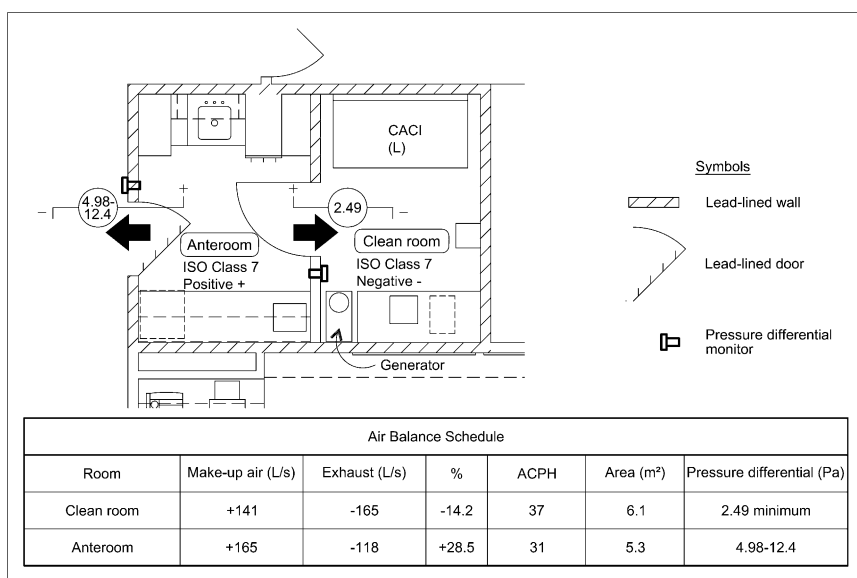 CACI
(L)
Symbols
Lead-lined wall
Lead-lined door
Pressure differential
monitor
4.98-
12.4
2.49
Anteroom
ISO Class 7
Positive +
Clean room
ISO Class 7
Negative -
Generator
Air Balance Schedule
Room Make-up air (L/s) Exhaust (L/s) % ACPH Area (m²) Pressure differential (Pa)
Clean room +141 -165 -14.2 37 6.1 2.49 minimum
Anteroom +165 -118 +28.5 31 5.3 4.98-12.4